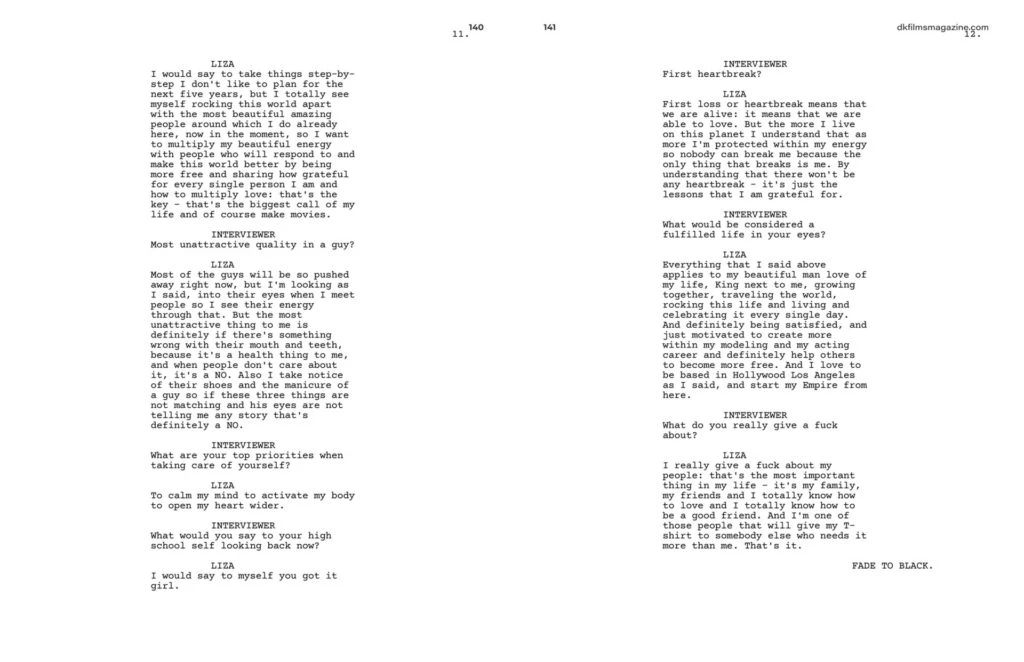 140
11.
LIZA
I would say to take things step-by-
step I don't like to plan for the
next five years, but I totally see
myself rocking this world apart
with the most beautiful amazing
people around which I do already
here, now in the moment, so I want
to multiply my beautiful energy
with people who will respond to and
make this world better by being
more free and sharing how grateful
for every single person I am and
how to multiply love: that's the
key - that's the biggest call of my
life and of course make movies.
INTERVIEWER
Most unattractive quality in a guy?
LIZA
Most of the guys will be so pushed
away right now, but I'm looking as
I said, into their eyes when I meet
people so I see their energy
through that. But the most
unattractive thing to me is
definitely if there's something
wrong with their mouth and teeth,
because it's a health thing to me,
and when people don't care about
it, it's a NO. Also I take notice
of their shoes and the manicure of
a guy so if these three things are
not matching and his eyes are not
telling me any story that's
definitely a NO.
INTERVIEWER
What are your top priorities when
taking care of yourself?
LIZA
To calm my mind to activate my body
to open my heart wider.
INTERVIEWER
What would you say to your high
school self looking back now?
LIZA
I would say to myself you got it
girl.
141
dkfilmsmagazine.com
12.
INTERVIEWER
First heartbreak?
LIZA
First loss or heartbreak means that
we are alive: it means that we are
able to love. But the more I live
on this planet I understand that as
more I'm protected within my energy
so nobody can break me because the
only thing that breaks is me. By
understanding that there won't be
any heartbreak - it's just the
lessons that I am grateful for.
INTERVIEWER
What would be considered a
fulfilled life in your eyes?
LIZA
Everything that I said above
applies to my beautiful man love of
my life, King next to me, growing
together, traveling the world,
rocking this life and living and
celebrating it every single day.
And definitely being satisfied, and
just motivated to create more
within my modeling and my acting
career and definitely help others
to become more free. And I love to
be based in Hollywood Los Angeles
as I said, and start my Empire from
here.
INTERVIEWER
What do you really give a fuck
about?
LIZA
I really give a fuck about my
people: that's the most important
thing in my life - it's my family,
my friends and I totally know how
to love and I totally know how to
be a good friend. And I'm one of
those people that will give my T-
shirt to somebody else who needs it
more than me. That's it.
FADE TO BLACK.